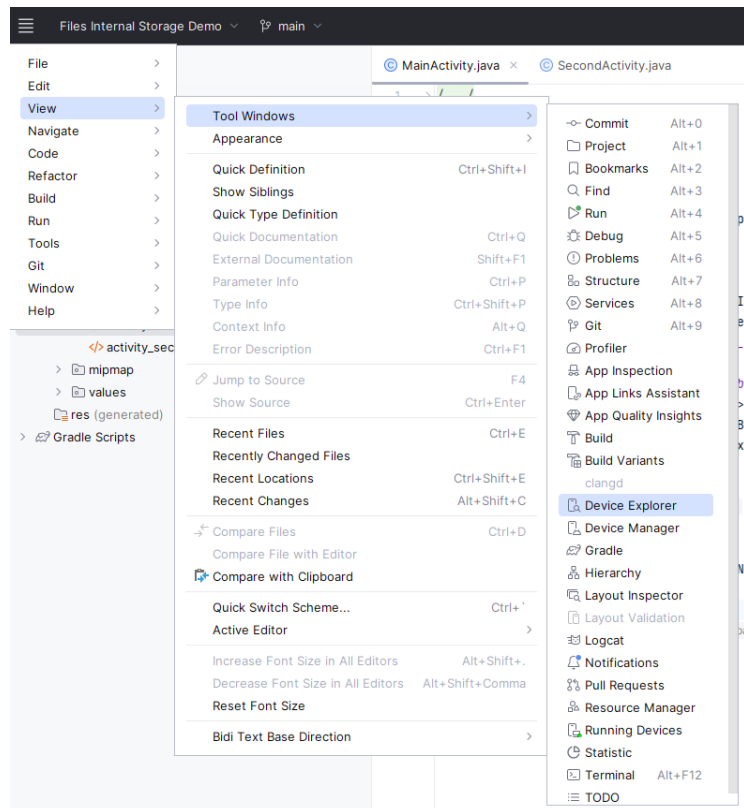 Files Internal Storage Demo main
MainActivity.java
SecondActivity.java
File
Edit
View
Navigate
Code
Refactor
Build
Run
Tools
Git
Window
Help
activity_sec
mipmap
values
res (generated)
Gradle Scripts
1
Tool Windows
Appearance
Quick Definition Ctrl+Shift+I
Show Siblings
Quick Type Definition
Quick Documentation Ctrl+Q
External Documentation Shift+F1
Parameter Info Ctrl+P
Type Info Ctrl+Shift+P
Context Info Alt+Q
Error Description Ctrl+F1
Jump to Source F4
Show Source Ctrl+Enter
Recent Files Ctrl+E
Recently Changed Files
Recent Locations Ctrl+Shift+E
Recent Changes Alt+Shift+C
Compare Files Ctrl+D
Compare File with Editor
Compare with Clipboard
Quick Switch Scheme... Ctrl+`
Active Editor
Increase Font Size in All Editors Alt+Shift+.
Decrease Font Size in All Editors Alt+Shift+Comma
Reset Font Size
Bidi Text Base Direction
Commit Alt+0
Project Alt+1
Bookmarks Alt+2
Find Alt+3
Run Alt+4
Debug Alt+5
Problems Alt+6
Structure Alt+7
Services Alt+8
Git Alt+9
Profiler
App Inspection
App Links Assistant
App Quality Insights
Build
Build Variants
clangd
Device Explorer
Device Manager
Gradle
Hierarchy
Layout Inspector
Layout Validation
Logcat
Notifications
Pull Requests
Resource Manager
Running Devices
Statistic
Terminal Alt+F12
TODO